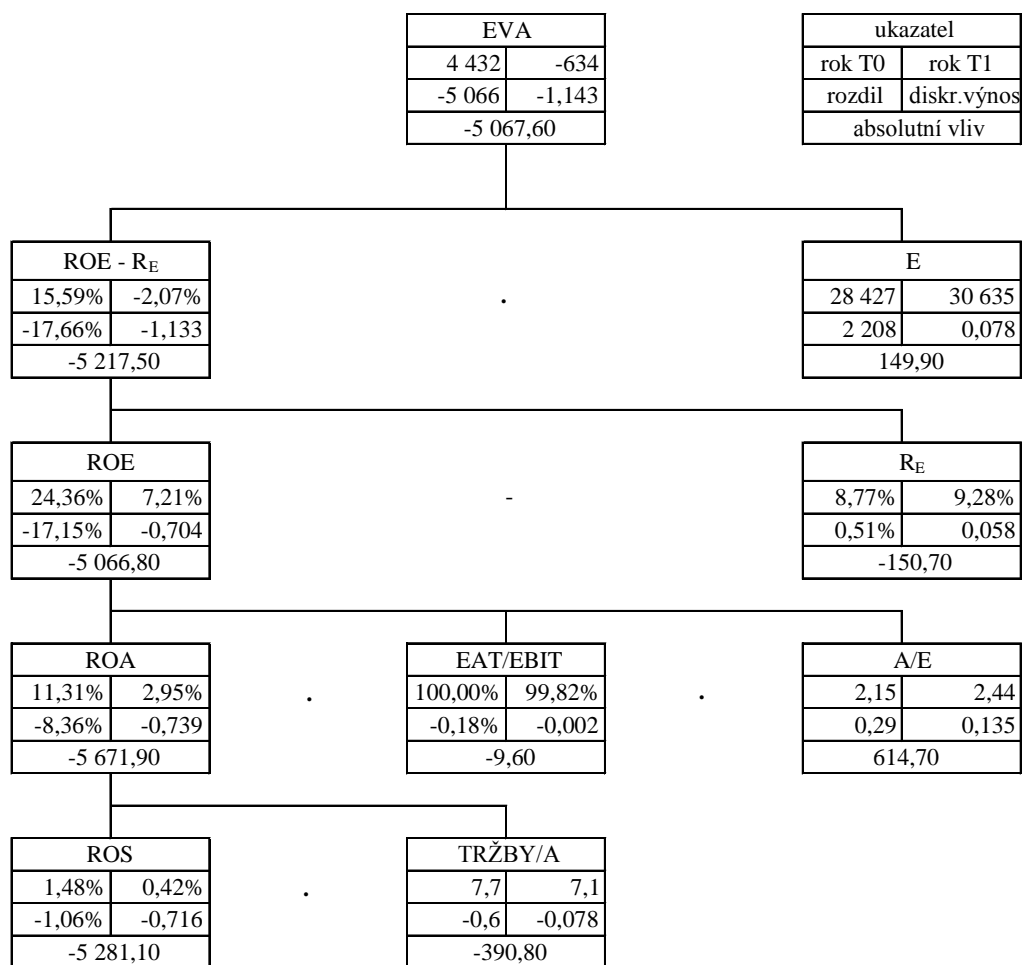 EVA
4 432 -634
-5 066 -1,143
-5 067,60
ukazatel
rok T0 rok T1
rozdil diskr.výnos
absolutní vliv
ROE - RE
15,59% -2,07%
-17,66% -1,133
-5 217,50
.
E
28 427 30 635
2 208 0,078
149,90
ROE
24,36% 7,21%
-17,15% -0,704
-5 066,80
-
RE
8,77% 9,28%
0,51% 0,058
-150,70
ROA
11,31% 2,95%
-8,36% -0,739
-5 671,90
.
EAT/EBIT
100,00% 99,82%
-0,18% -0,002
-9,60
.
A/E
2,15 2,44
0,29 0,135
614,70
ROS
1,48% 0,42%
-1,06% -0,716
-5 281,10
.
TRŽBY/A
7,7 7,1
-0,6 -0,078
-390,80